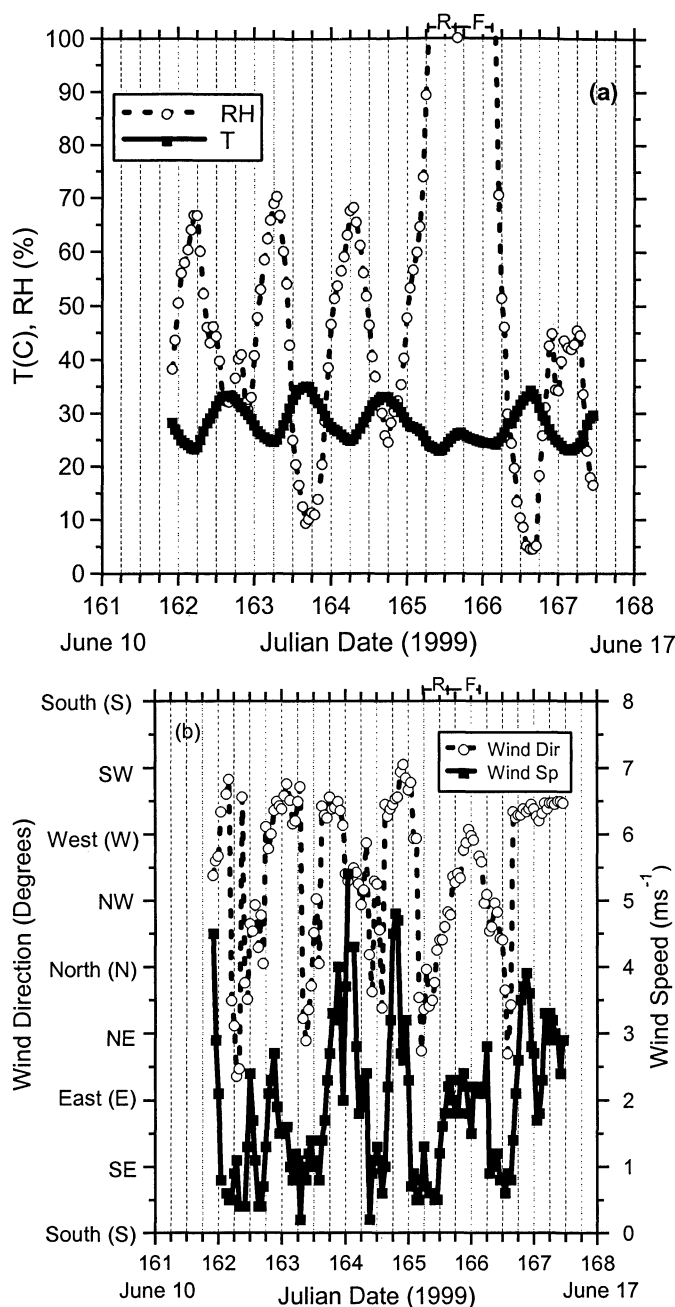 R F
100
(a)
90
RH
T
80
70
60
50
40
30
20
10
0
T(C), RH (%)
161 162 163 164 165 166 167 168
June 10 Julian Date (1999) June 17
R F
South (S) 8
(b)
Wind Dir
Wind Sp
SW 7
West (W) 6
NW 5
North (N) 4
NE 3
East (E) 2
SE 1
South (S) 0
Wind Direction (Degrees)
Wind Speed (ms⁻¹)
161 162 163 164 165 166 167 168
June 10 Julian Date (1999) June 17